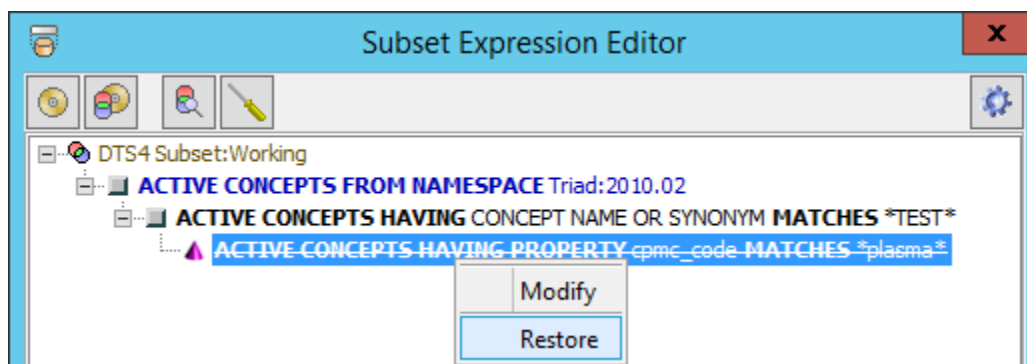 Subset Expression Editor
x
DTS4 Subset:Working
ACTIVE CONCEPTS FROM NAMESPACE Triad:2010.02
ACTIVE CONCEPTS HAVING CONCEPT NAME OR SYNONYM MATCHES *TEST*
ACTIVE CONCEPTS HAVING PROPERTY cpmc_code MATCHES *plasma*
Modify
Restore